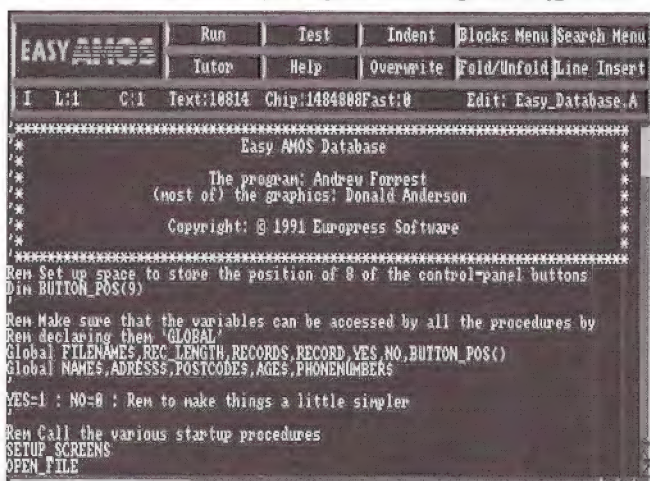 EASY AMOS
Run Test Indent Blocks Menu Search Menu
Tutor Help Overwrite Fold/Unfold Line Insert
I L:1 C:1 Text:10814 Chip:1484808 Fast:0 Edit: Easy_Database.A
'*******************************************************************************
'* Easy AMOS Database *
'* *
'* The program: Andrew Forrest *
'* (most of) the graphics: Donald Anderson *
'* *
'* Copyright: © 1991 Europress Software *
'* *
'*******************************************************************************
Rem Set up space to store the position of 8 of the control-panel buttons
Dim BUTTON_POS(9)
'
Rem Make sure that the variables can be accessed by all the procedures by
Rem declaring them 'GLOBAL'
Global FILENAME$,REC_LENGTH,RECORDS,RECORD,YES,NO,BUTTON_POS()
Global NAME$,ADRESS$,POSTCODE$,AGE$,PHONENUMBER$
'
YES=1 : NO=0 : Rem to make things a little simpler
'
Rem Call the various startup procedures
SETUP_SCREENS
OPEN_FILE